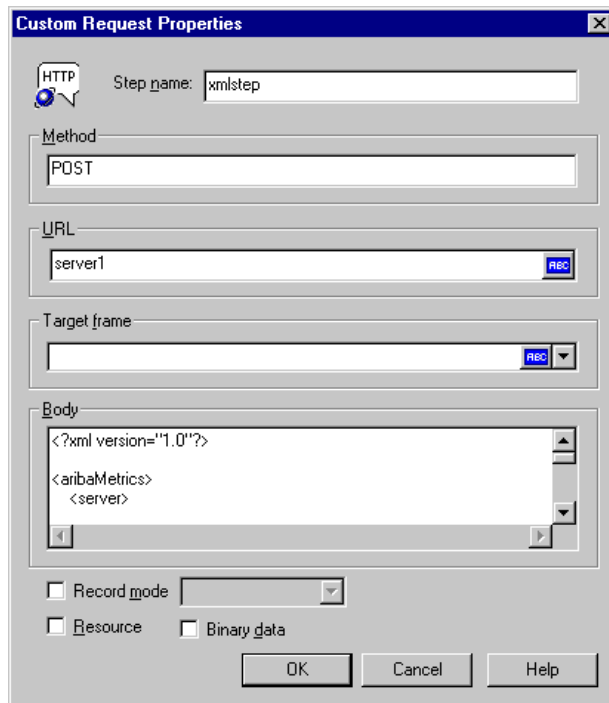 Custom Request Properties
HTTP
Step name: xmlstep
Method
POST
URL
server1
ABC
Target frame
ABC
Body
<?xml version="1.0"?>
<aribaMetrics>
<server>
Record mode
Resource Binary data
OK Cancel Help